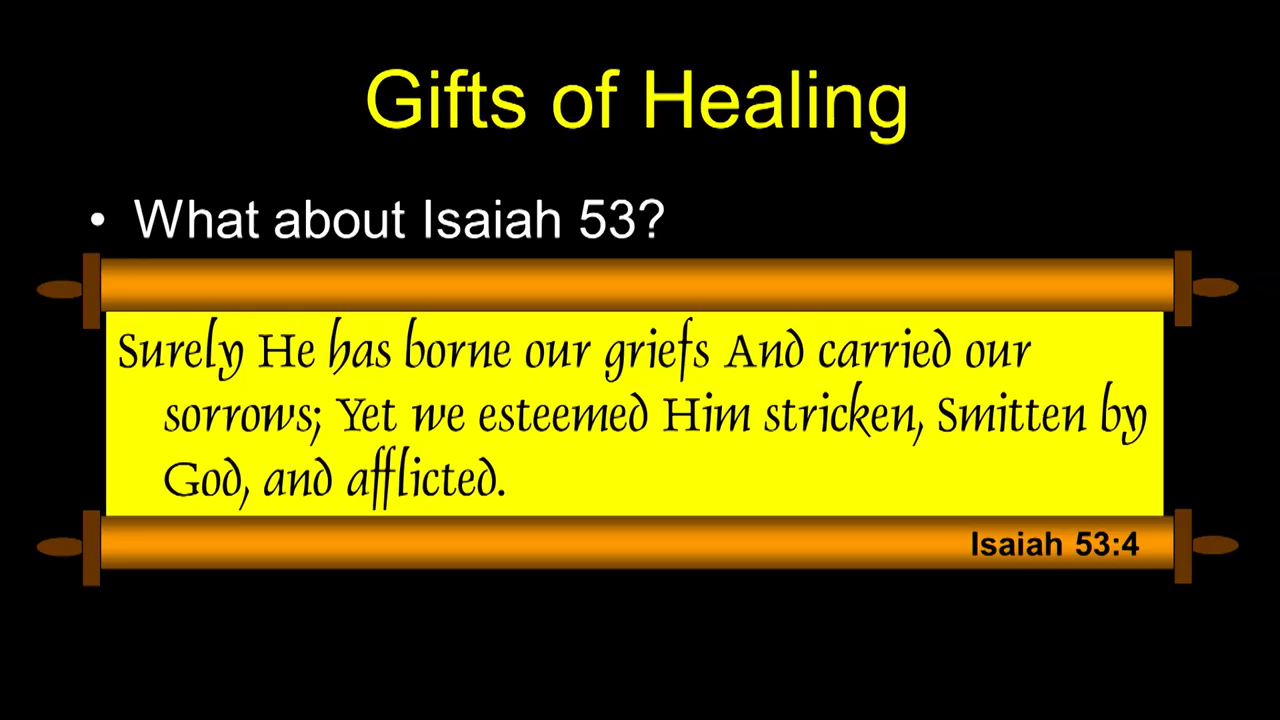 Gifts of Healing
• What about Isaiah 53?
Surely He has borne our griefs And carried our
sorrows; Yet we esteemed Him stricken, Smitten by
God, and afflicted.
Isaiah 53:4